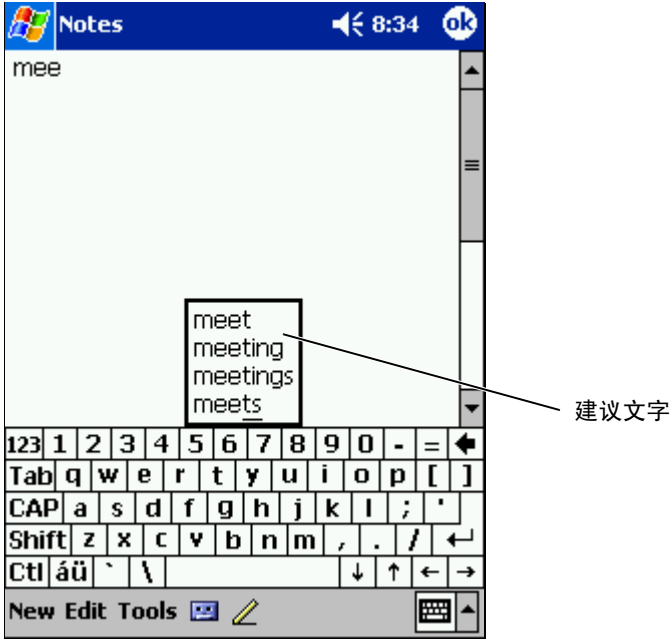 Notes 8:34 ok
mee
meet
meeting
meetings
meets
建议文字
123 1 2 3 4 5 6 7 8 9 0 - =
Tab q w e r t y u i o p [ ]
CAP a s d f g h j k l ; '
Shift z x c v b n m , . /
Ctl áü ` \
New Edit Tools